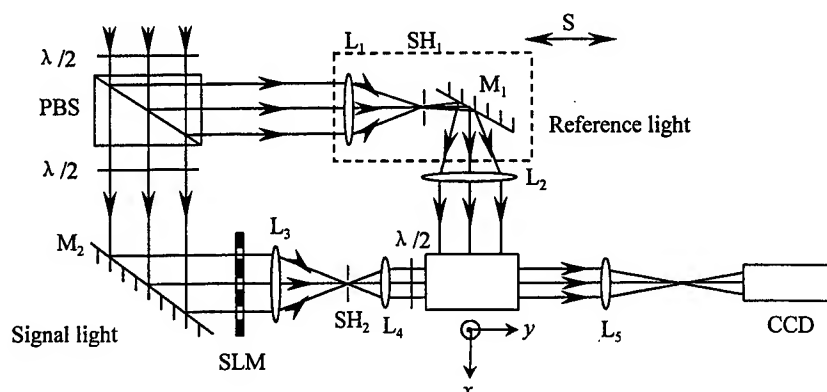 λ/2
L₁
SH₁
S
PBS
M₁
Reference light
λ/2
L₂
M₂
L₃
λ/2
Signal light
SLM
SH₂
L₄
y
L₅
CCD
x